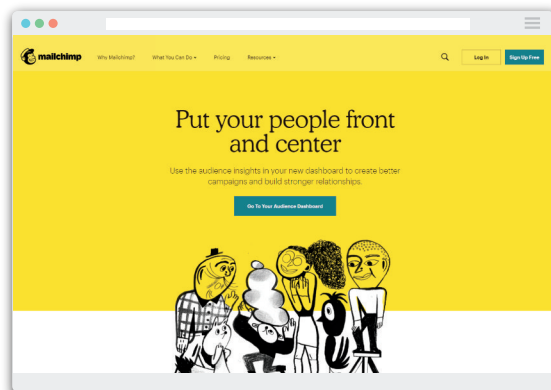 mailchimp Why Mailchimp? What You Can Do Pricing Resources Log In Sign Up Free
Put your people front
and center
Use the audience insights in your new dashboard to create better
campaigns and build stronger relationships.
Go To Your Audience Dashboard